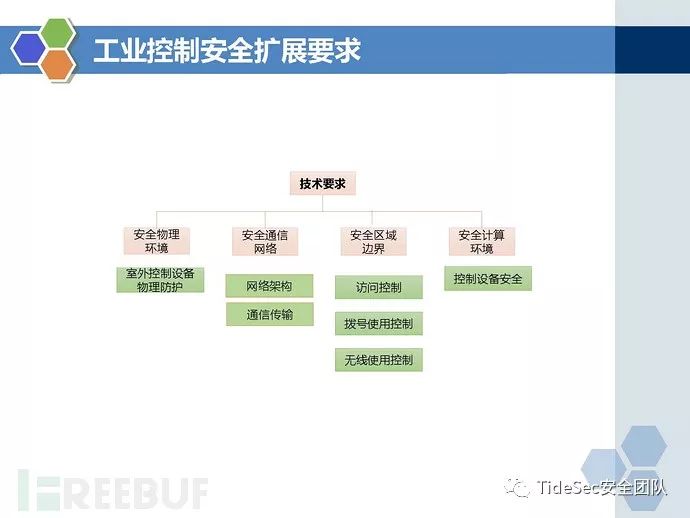 工业控制安全扩展要求
技术要求
安全物理
环境
安全通信
网络
安全区域
边界
安全计算
环境
室外控制设备
物理防护
网络架构
通信传输
访问控制
拨号使用控制
无线使用控制
控制设备安全
FREEBUF
TideSec安全团队